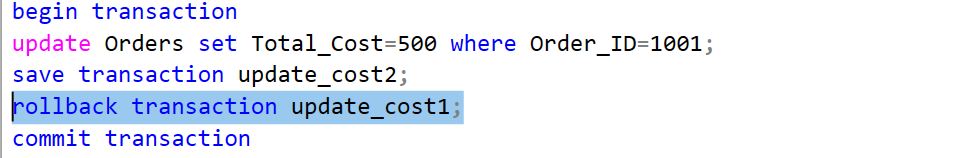 begin transaction
update Orders set Total_Cost=500 where Order_ID=1001;
save transaction update_cost2;
rollback transaction update_cost1;
commit transaction